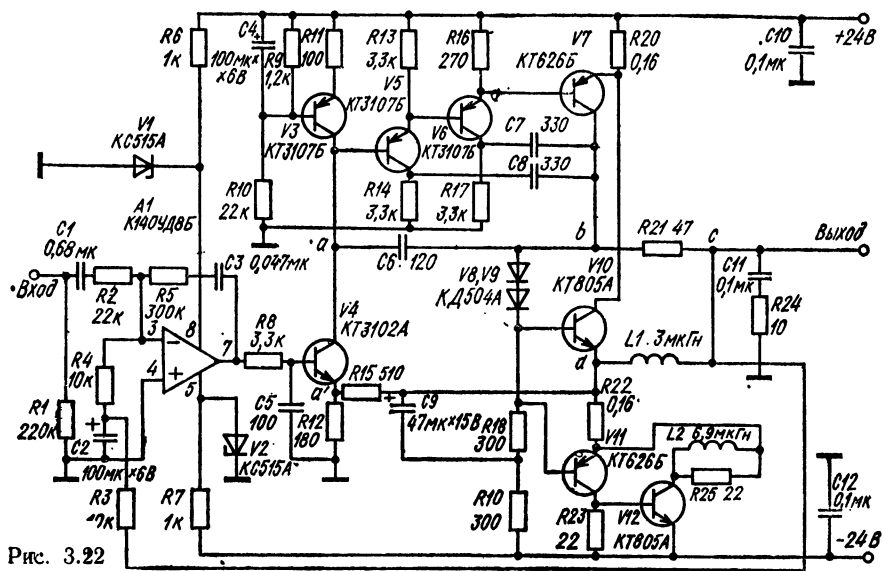 R6
1к
C4
+
100мк×
×6В
R11
100
R9
1,2к
R13
3,3к
R16
270
V7
КТ626Б
R20
0,16
C10
0,1мк
+24В
V5
КТ3107Б
V3
КТ3107Б
V6
КТ3107Б
d
C7
330
C8
330
V1
КС515А
A1
К140УД8Б
R10
22к
R14
3,3к
R17
3,3к
a
C6
120
b
R21 47
c
Выход
C1
0,68мк
Вход
R2
22к
R5
300к
C3
0,047мк
V8,V9
КД504А
V10
КТ805А
C11
0,1мк
R24
10
L1 3мкГн
3
8
7
4
5
R8
3,3к
V4
КТ3102А
a'
R15 510
d
R4
10к
R1
220к
C2
+
100мк×6В
C5
100
R12
180
+
C9
47мк×15В
R18
300
R22
0,16
V11
КТ626Б
L2 6,9мкГн
R25 22
V2
КС515А
R3
R7
1к
R10
300
R23
22
V12
КТ805А
C12
0,1мк
-24В
Рис. 3.22